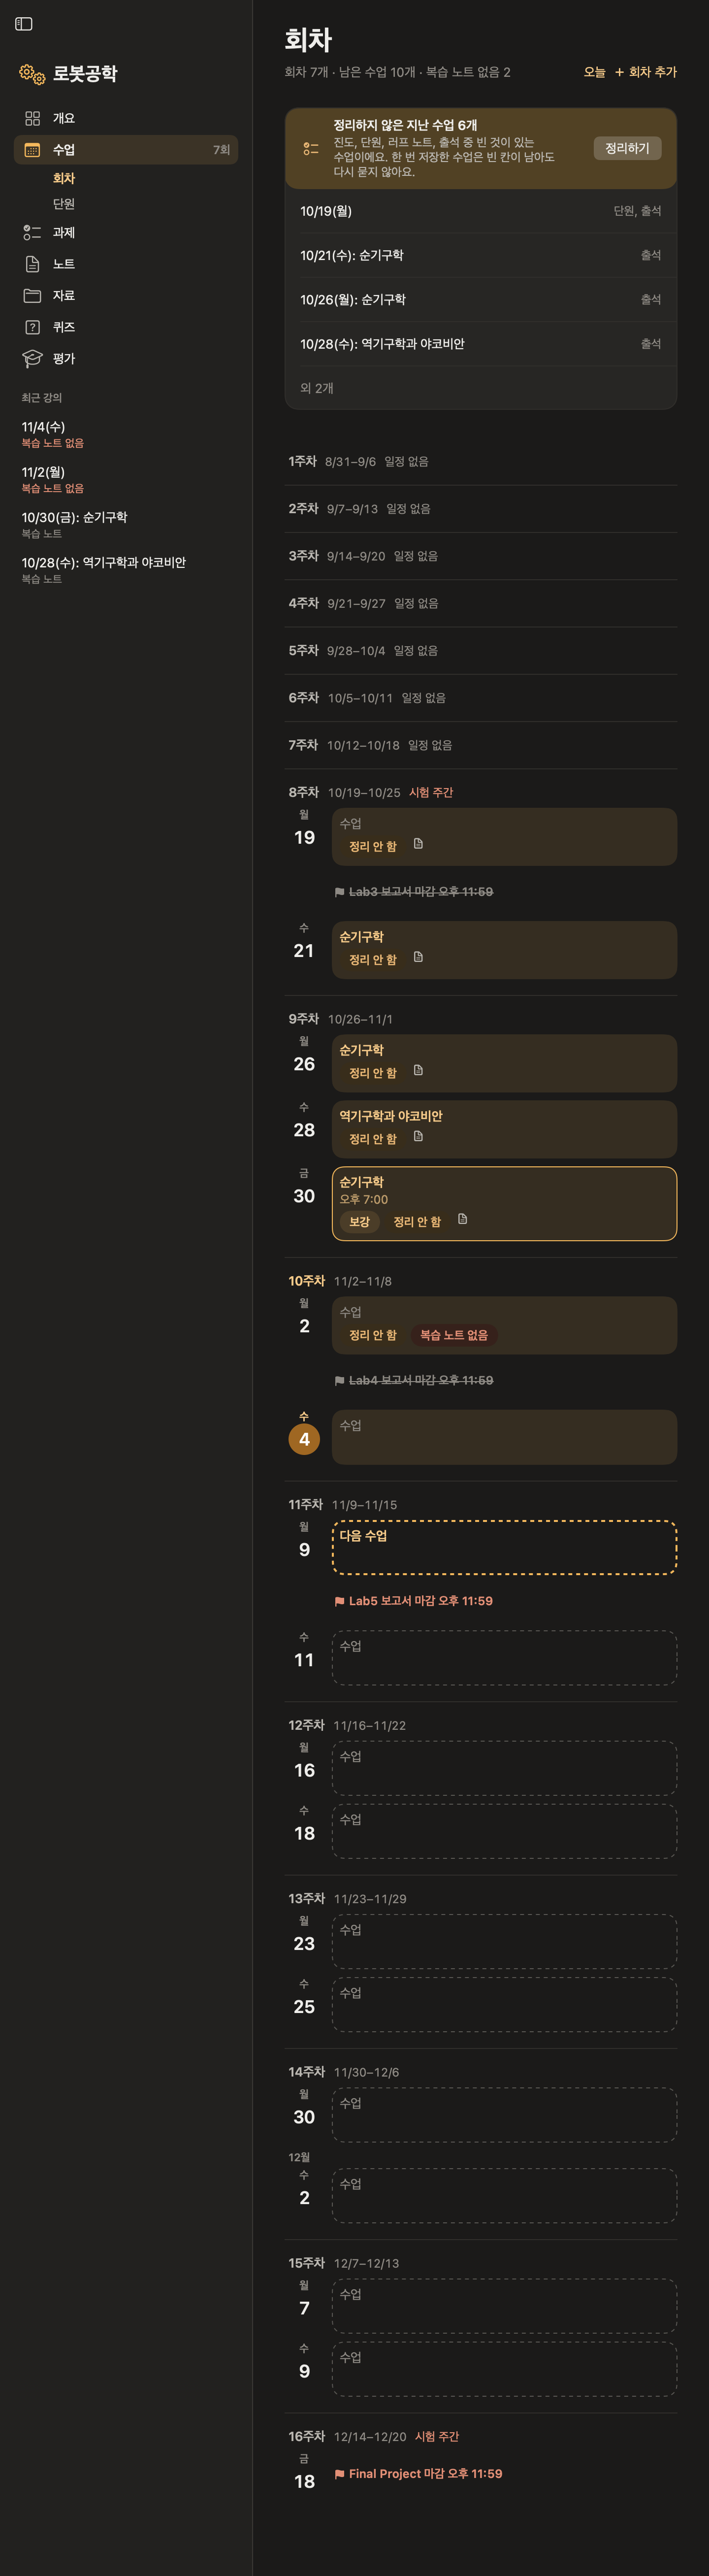 로봇공학
개요
수업 7회
회차
단원
과제
노트
자료
퀴즈
평가
최근 강의
11/4(수)
복습 노트 없음
11/2(월)
복습 노트 없음
10/30(금): 순기구학
복습 노트
10/28(수): 역기구학과 야코비안
복습 노트
회차
회차 7개 · 남은 수업 10개 · 복습 노트 없음 2
오늘 + 회차 추가
정리하지 않은 지난 수업 6개
진도, 단원, 러프 노트, 출석 중 빈 것이 있는
수업이에요. 한 번 저장한 수업은 빈 칸이 남아도
다시 묻지 않아요.
정리하기
10/19(월) 단원, 출석
10/21(수): 순기구학 출석
10/26(월): 순기구학 출석
10/28(수): 역기구학과 야코비안 출석
외 2개
1주차 8/31–9/6 일정 없음
2주차 9/7–9/13 일정 없음
3주차 9/14–9/20 일정 없음
4주차 9/21–9/27 일정 없음
5주차 9/28–10/4 일정 없음
6주차 10/5–10/11 일정 없음
7주차 10/12–10/18 일정 없음
8주차 10/19–10/25 시험 주간
월
19
수업
정리 안 함
Lab3 보고서 마감 오후 11:59
수
21
순기구학
정리 안 함
9주차 10/26–11/1
월
26
순기구학
정리 안 함
수
28
역기구학과 야코비안
정리 안 함
금
30
순기구학
오후 7:00
보강 정리 안 함
10주차 11/2–11/8
월
2
수업
정리 안 함 복습 노트 없음
Lab4 보고서 마감 오후 11:59
수
4
수업
11주차 11/9–11/15
월
9
다음 수업
Lab5 보고서 마감 오후 11:59
수
11
수업
12주차 11/16–11/22
월
16
수업
수
18
수업
13주차 11/23–11/29
월
23
수업
수
25
수업
14주차 11/30–12/6
월
30
수업
12월
수
2
수업
15주차 12/7–12/13
월
7
수업
수
9
수업
16주차 12/14–12/20 시험 주간
금
18
Final Project 마감 오후 11:59